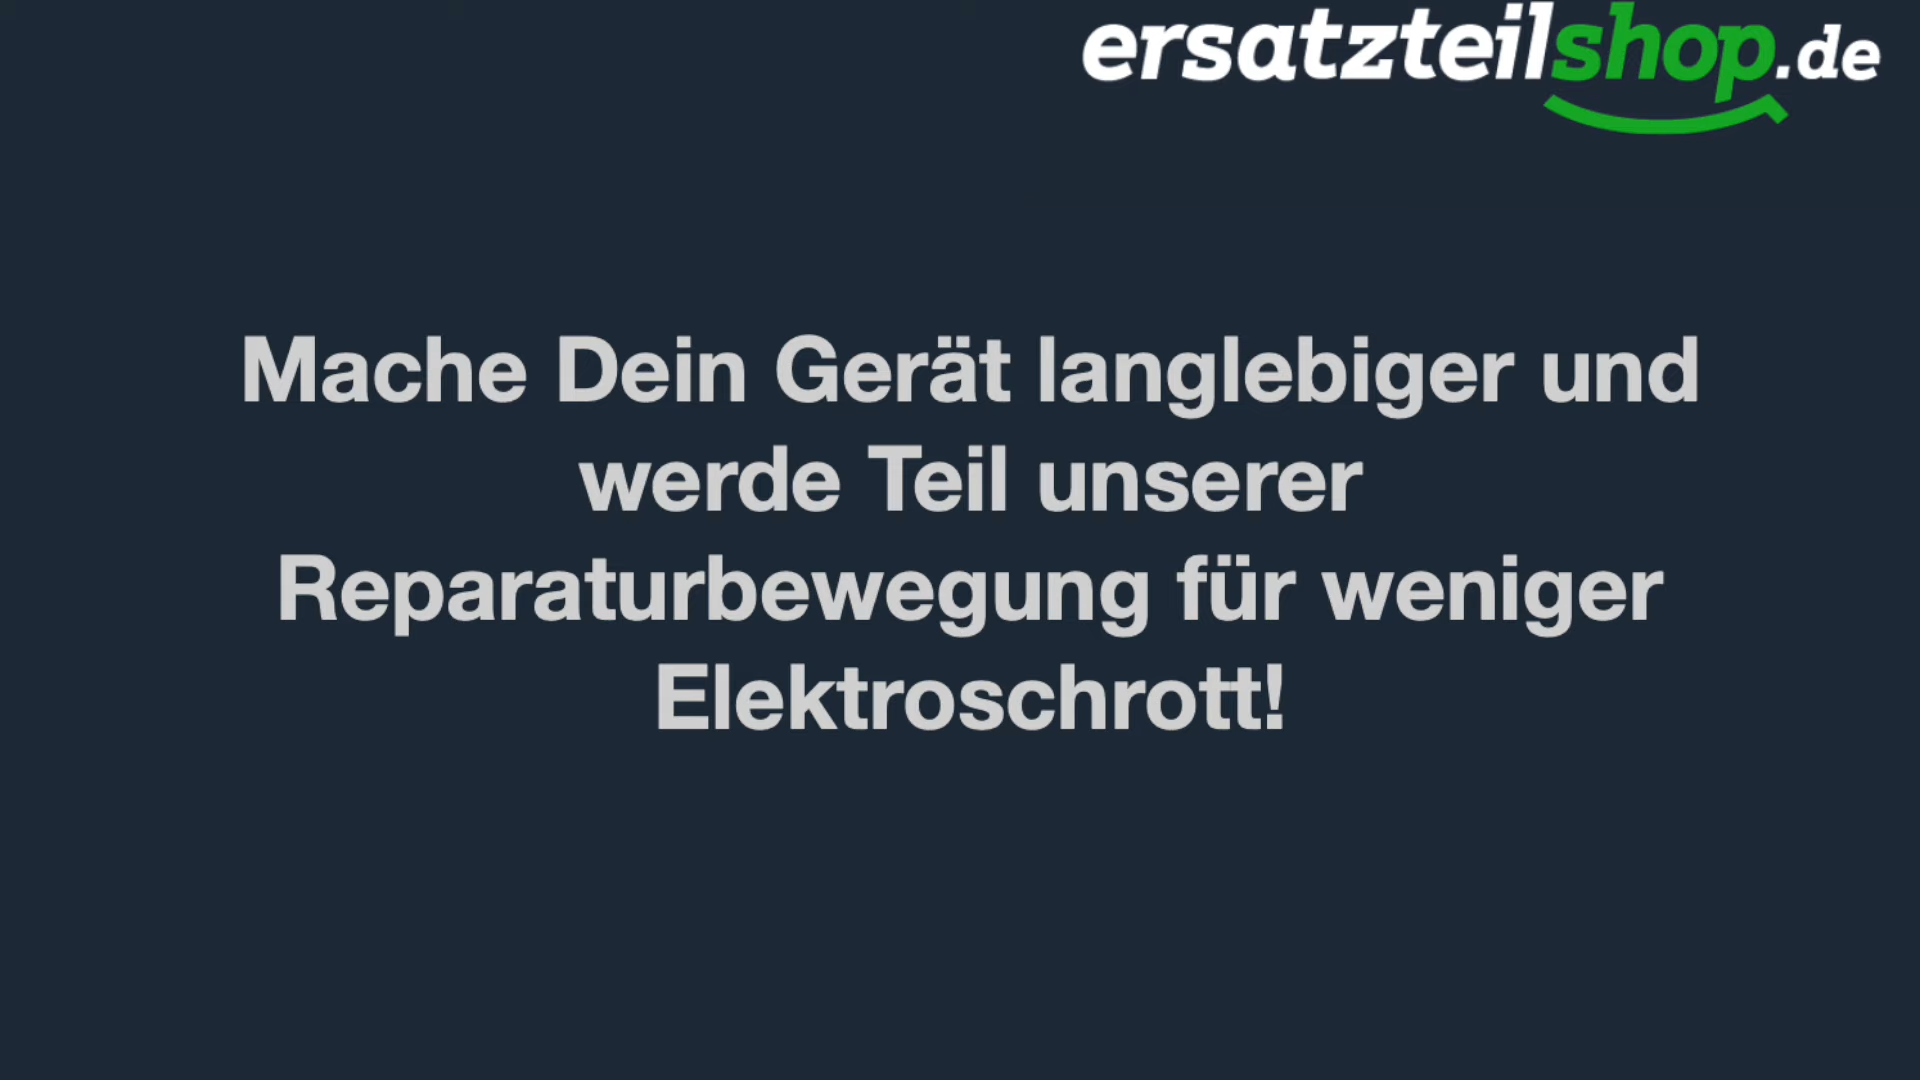 ersatzteilshop.de
Mache Dein Gerät langlebiger und
werde Teil unserer
Reparaturbewegung für weniger
Elektroschrott!